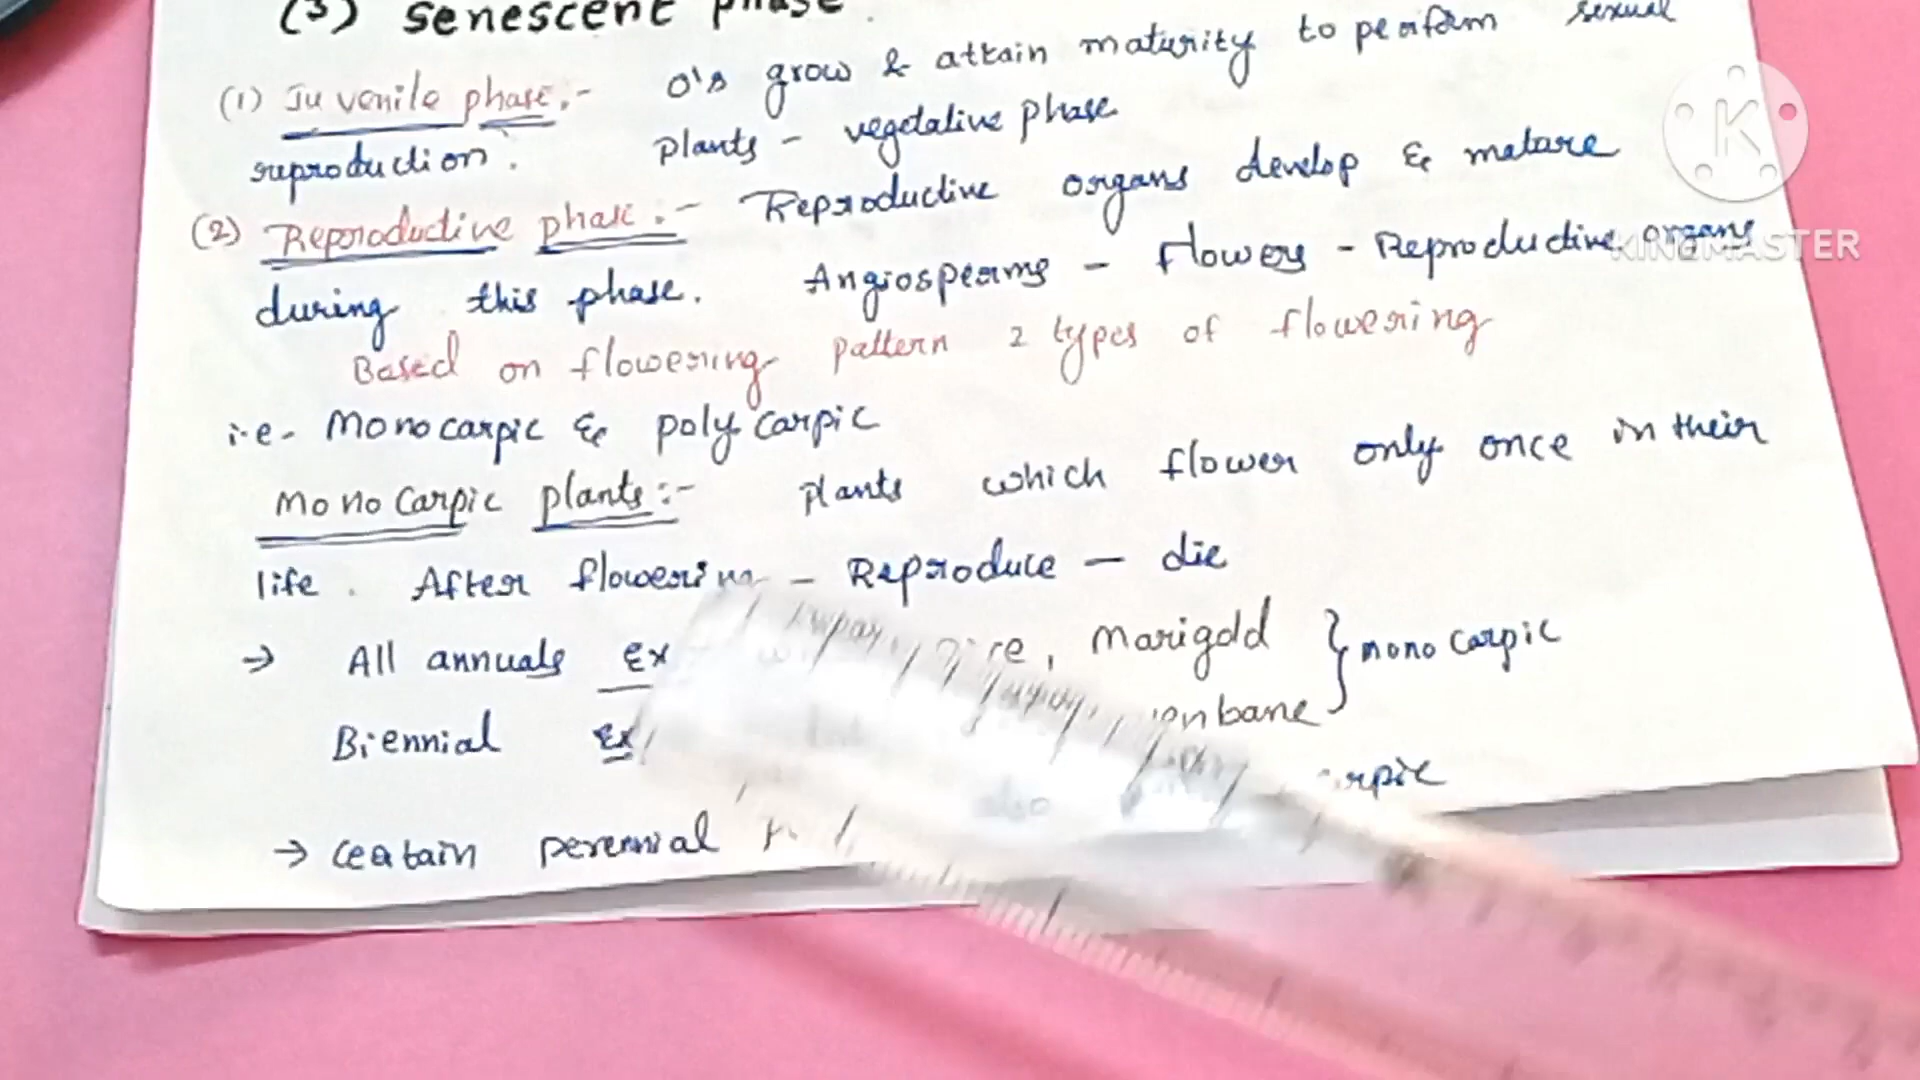 (3) senescent phase
(1) Juvenile phase :- O's grow & attain maturity to perform sexual
reproduction. plants - vegetative phase
(2) Reproductive phase :- Reproductive organs develop & mature
during this phase. Angiosperms - flowers - Reproductive organs
Based on flowering pattern 2 types of flowering
i.e. Monocarpic & polycarpic
Monocarpic plants :- plants which flower only once in their
life. After flowering - Reproduce - die
→ All annuals Ex Marigold } monocarpic
Biennial Ex
→ certain perennial
K
KINEMASTER